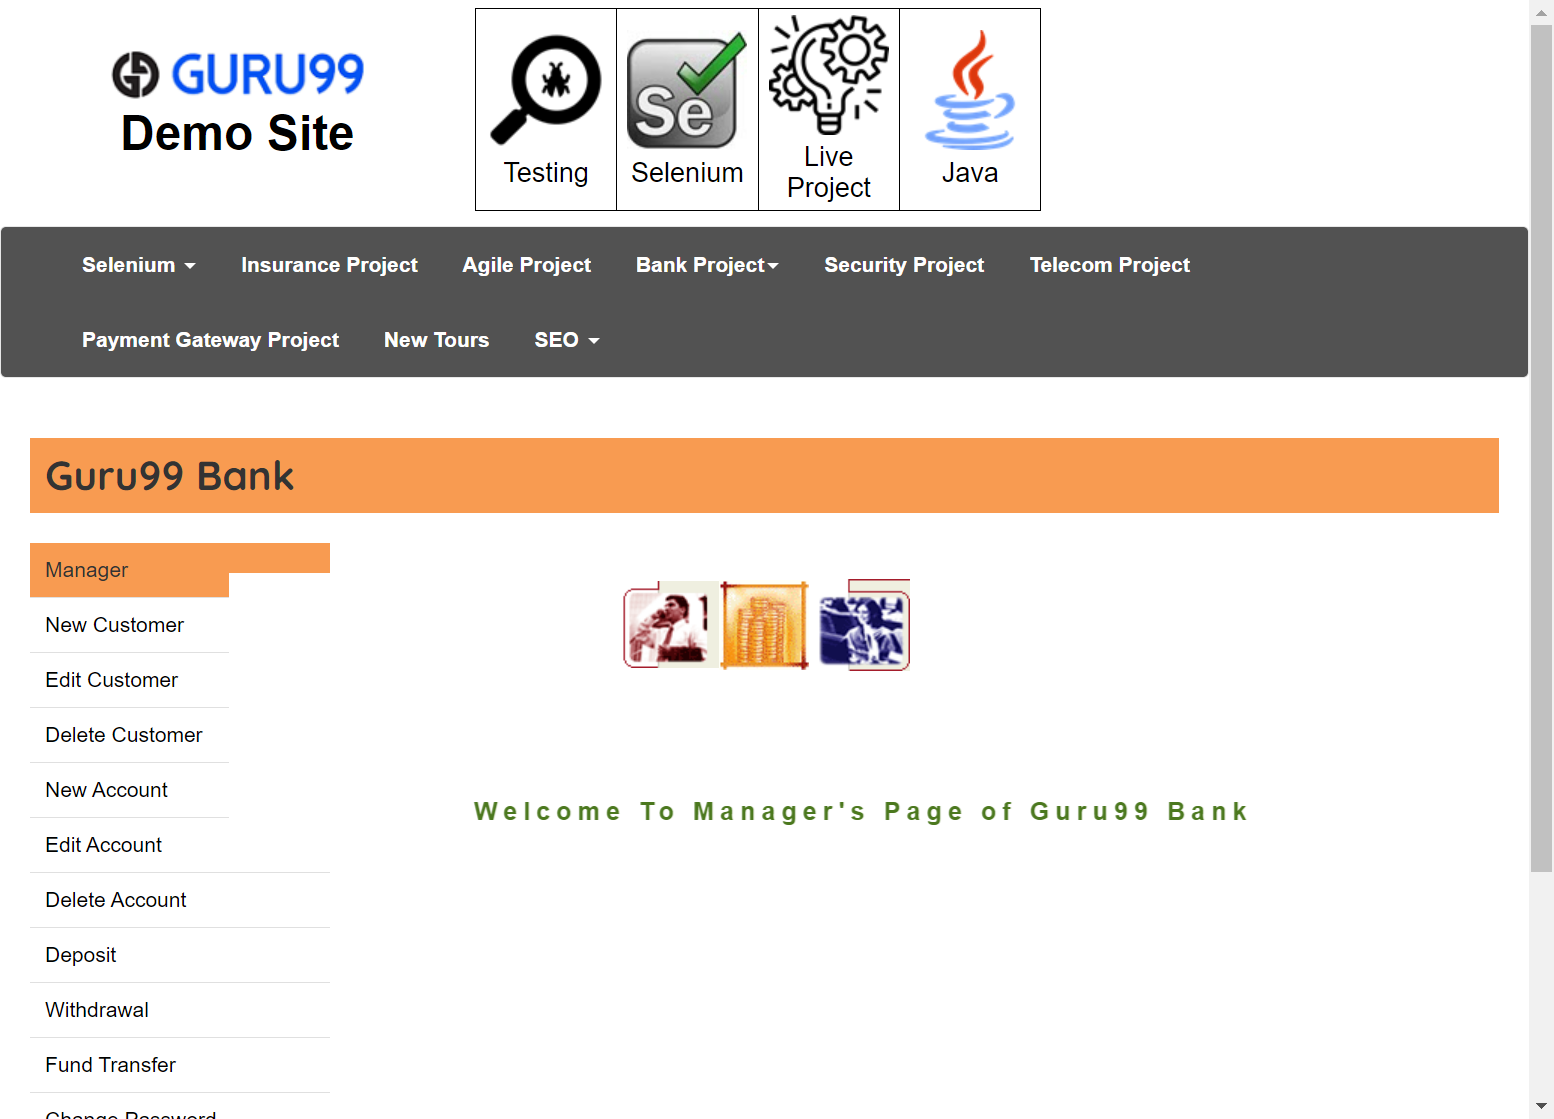 GURU99
Demo Site
Testing
Se
Selenium
Live
Project
Java
Selenium
Insurance Project
Agile Project
Bank Project
Security Project
Telecom Project
Payment Gateway Project
New Tours
SEO
Guru99 Bank
Manager
New Customer
Edit Customer
Delete Customer
New Account
Edit Account
Delete Account
Deposit
Withdrawal
Fund Transfer
Change Password
Welcome To Manager's Page of Guru99 Bank